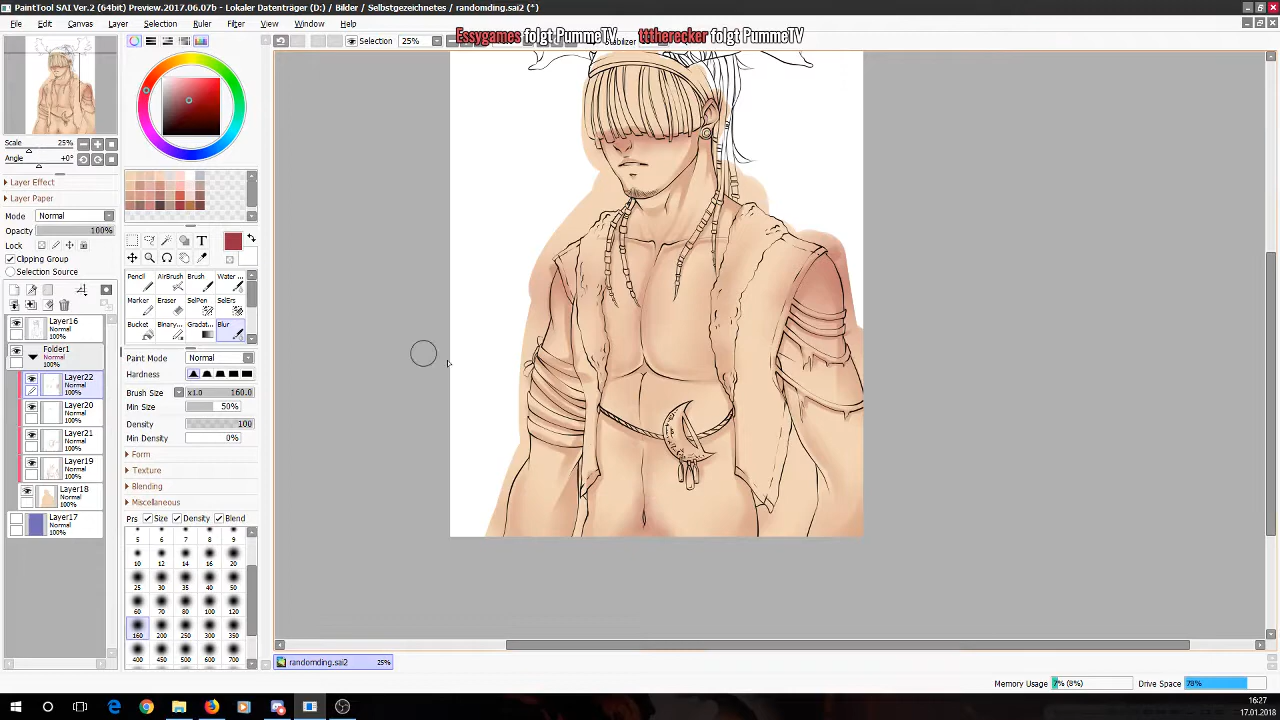 PaintTool SAI Ver.2 (64bit) Preview.2017.06.07b - Lokaler Datenträger (D:) / Bilder / Selbstgezeichnetes / randomding.sai2 (*)
File Edit Canvas Layer Selection Ruler Filter View Window Others Help
Essygames folgt PummeTV tttherecker folgt PummeTV
Selection 25% Stabilizer
Scale 25%
Angle +0°
Layer Effect
Layer Paper
Mode Normal
Opacity 100%
Lock
Clipping Group
Selection Source
Layer16
Normal
100%
Folder1
Normal
100%
Layer22
Normal
100%
Layer20
Normal
100%
Layer21
Normal
100%
Layer19
Normal
100%
Layer18
Normal
100%
Layer17
Normal
100%
T
Pencil AirBrush Brush Water ...
Marker Eraser SelPen SelErs
Bucket Binary... Gradat... Blur
Paint Mode Normal
Hardness
Brush Size x1.0 160.0
Min Size 50%
Density 100
Min Density 0%
Form
Texture
Blending
Miscellaneous
Prs Size Density Blend
5 6 7 8 9
10 12 14 16 20
25 30 35 40 50
60 70 80 100 120
160 200 250 300 350
400 450 500 600 700
randomding.sai2 25%
Memory Usage 7% (8%) Drive Space 78%
16:27
17.01.2018